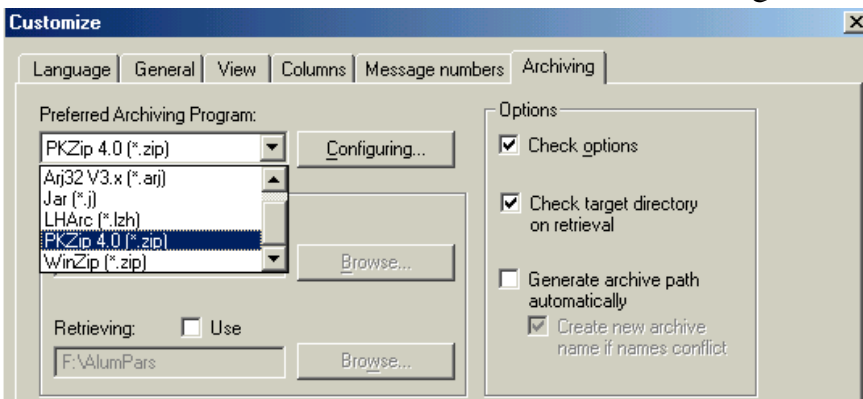 Customize
Language General View Columns Message numbers Archiving
Preferred Archiving Program:
PKZip 4.0 (*.zip)
Configuring...
Arj32 V3.x (*.arj)
Jar (*.j)
LHArc (*.lzh)
PKZip 4.0 (*.zip)
WinZip (*.zip)
Browse...
Retrieving: Use
F:\AlumPars
Browse...
Options
Check options
Check target directory
on retrieval
Generate archive path
automatically
Create new archive
name if names conflict